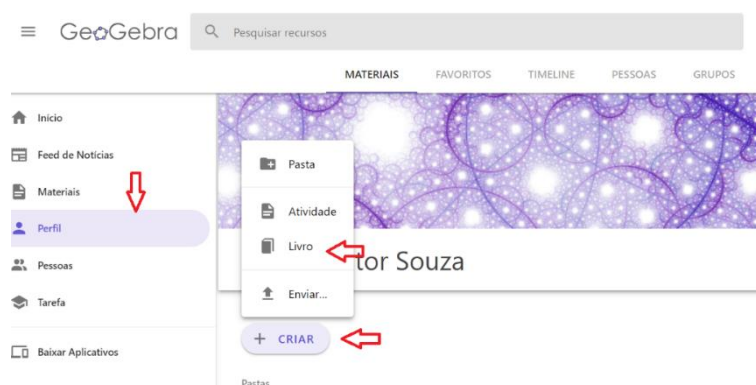 GeoGebra
Pesquisar recursos
MATERIAIS FAVORITOS TIMELINE PESSOAS GRUPOS
Início
Feed de Notícias
Materiais
Perfil
Pessoas
Tarefa
Baixar Aplicativos
Pasta
Atividade
Livro
Enviar...
tor Souza
+ CRIAR
Pastas